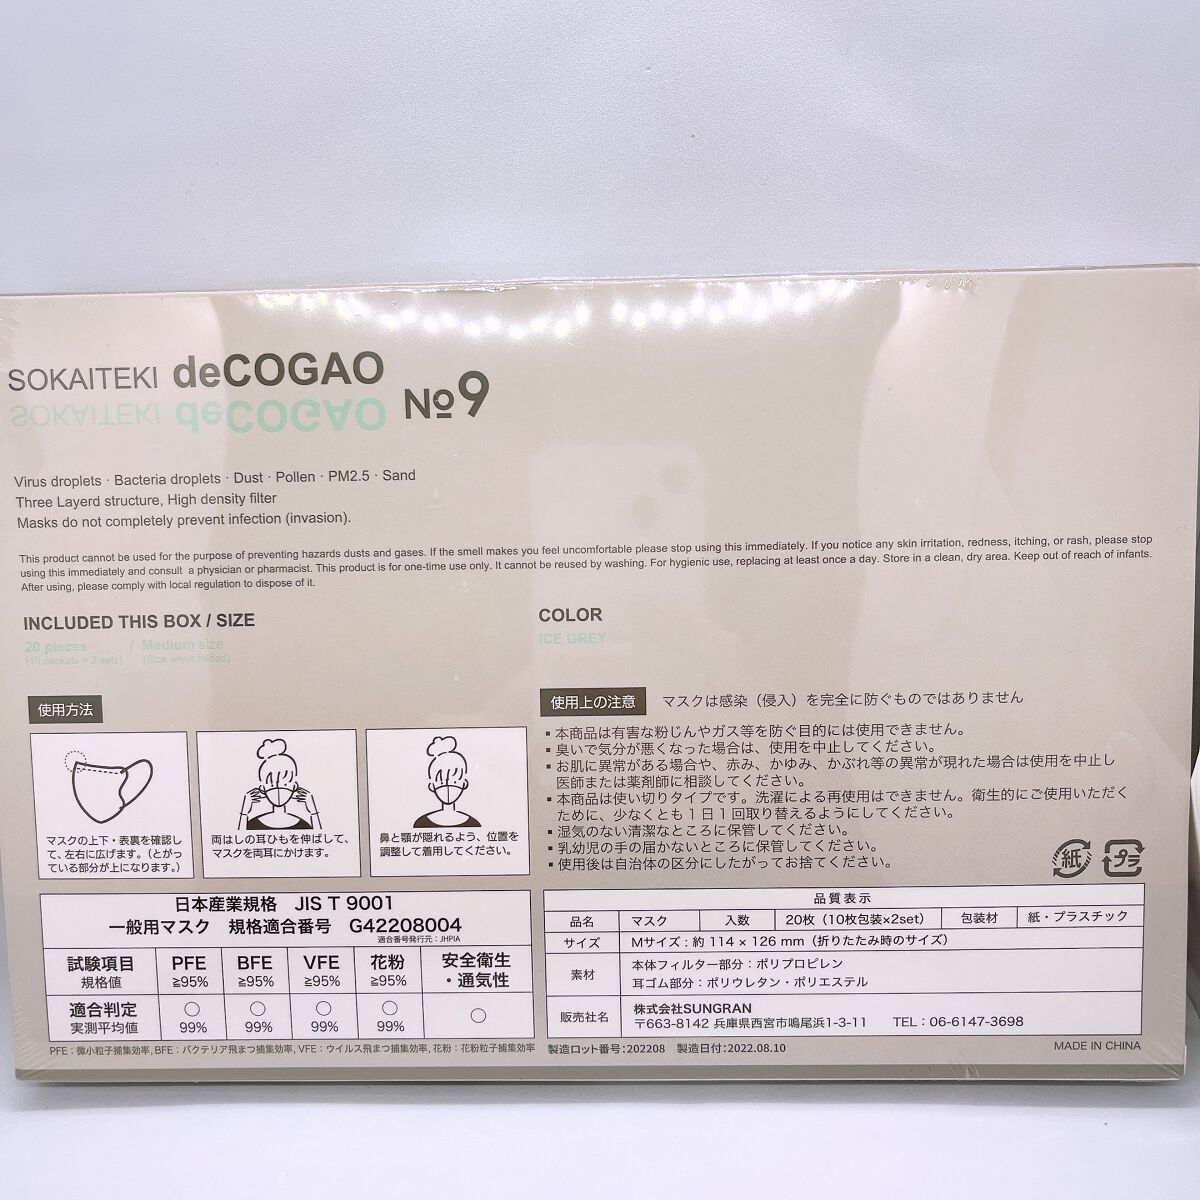 SOKAITEKI deCOGAO №9
SOKAITEKI deCOGAO
Virus droplets · Bacteria droplets · Dust · Pollen · PM2.5 · Sand
Three Layerd structure, High density filter
Masks do not completely prevent infection (invasion).
This product cannot be used for the purpose of preventing hazards dusts and gases. If the smell makes you feel uncomfortable please stop using this immediately. If you notice any skin irritation, redness, itching, or rash, please stop
using this immediately and consult a physician or pharmacist. This product is for one-time use only. It cannot be reused by washing. For hygienic use, replacing at least once a day. Store in a clean, dry area. Keep out of reach of infants.
After using, please comply with local regulation to dispose of it.
INCLUDED THIS BOX / SIZE
20 pieces / Medium size
(10 packets × 2 sets) (Size when folded)
COLOR
ICE GREY
使用方法
マスクの上下・表裏を確認し
て、左右に広げます。（とがっ
ている部分が上になります。）
両はしの耳ひもを伸ばして、
マスクを両耳にかけます。
鼻と顎が隠れるよう、位置を
調整して着用してください。
使用上の注意 マスクは感染（侵入）を完全に防ぐものではありません
▪本商品は有害な粉じんやガス等を防ぐ目的には使用できません。
▪臭いで気分が悪くなった場合は、使用を中止してください。
▪お肌に異常がある場合や、赤み、かゆみ、かぶれ等の異常が現れた場合は使用を中止し
医師または薬剤師に相談してください。
▪本商品は使い切りタイプです。洗濯による再使用はできません。衛生的にご使用いただく
ために、少なくとも1日1回取り替えるようにしてください。
▪湿気のない清潔なところに保管してください。
▪乳幼児の手の届かないところに保管してください。
▪使用後は自治体の区分にしたがってお捨てください。
紙 プラ
日本産業規格 JIS T 9001
一般用マスク 規格適合番号 G42208004
適合番号発行元：JHPIA
試験項目 PFE BFE VFE 花粉 安全衛生
規格値 ≧95% ≧95% ≧95% ≧95% ・通気性
適合判定 ○ ○ ○ ○ ○
実測平均値 99% 99% 99% 99%
PFE：微小粒子捕集効率, BFE：バクテリア飛まつ捕集効率, VFE：ウイルス飛まつ捕集効率, 花粉：花粉粒子捕集効率
品質表示
品名 マスク 入数 20枚（10枚包装×2set） 包装材 紙・プラスチック
サイズ Mサイズ：約 114 × 126 mm（折りたたみ時のサイズ）
素材 本体フィルター部分：ポリプロピレン
耳ゴム部分：ポリウレタン・ポリエステル
販売社名 株式会社SUNGRAN
〒663-8142 兵庫県西宮市鳴尾浜1-3-11 TEL：06-6147-3698
製造ロット番号:202208 製造日付:2022.08.10 MADE IN CHINA